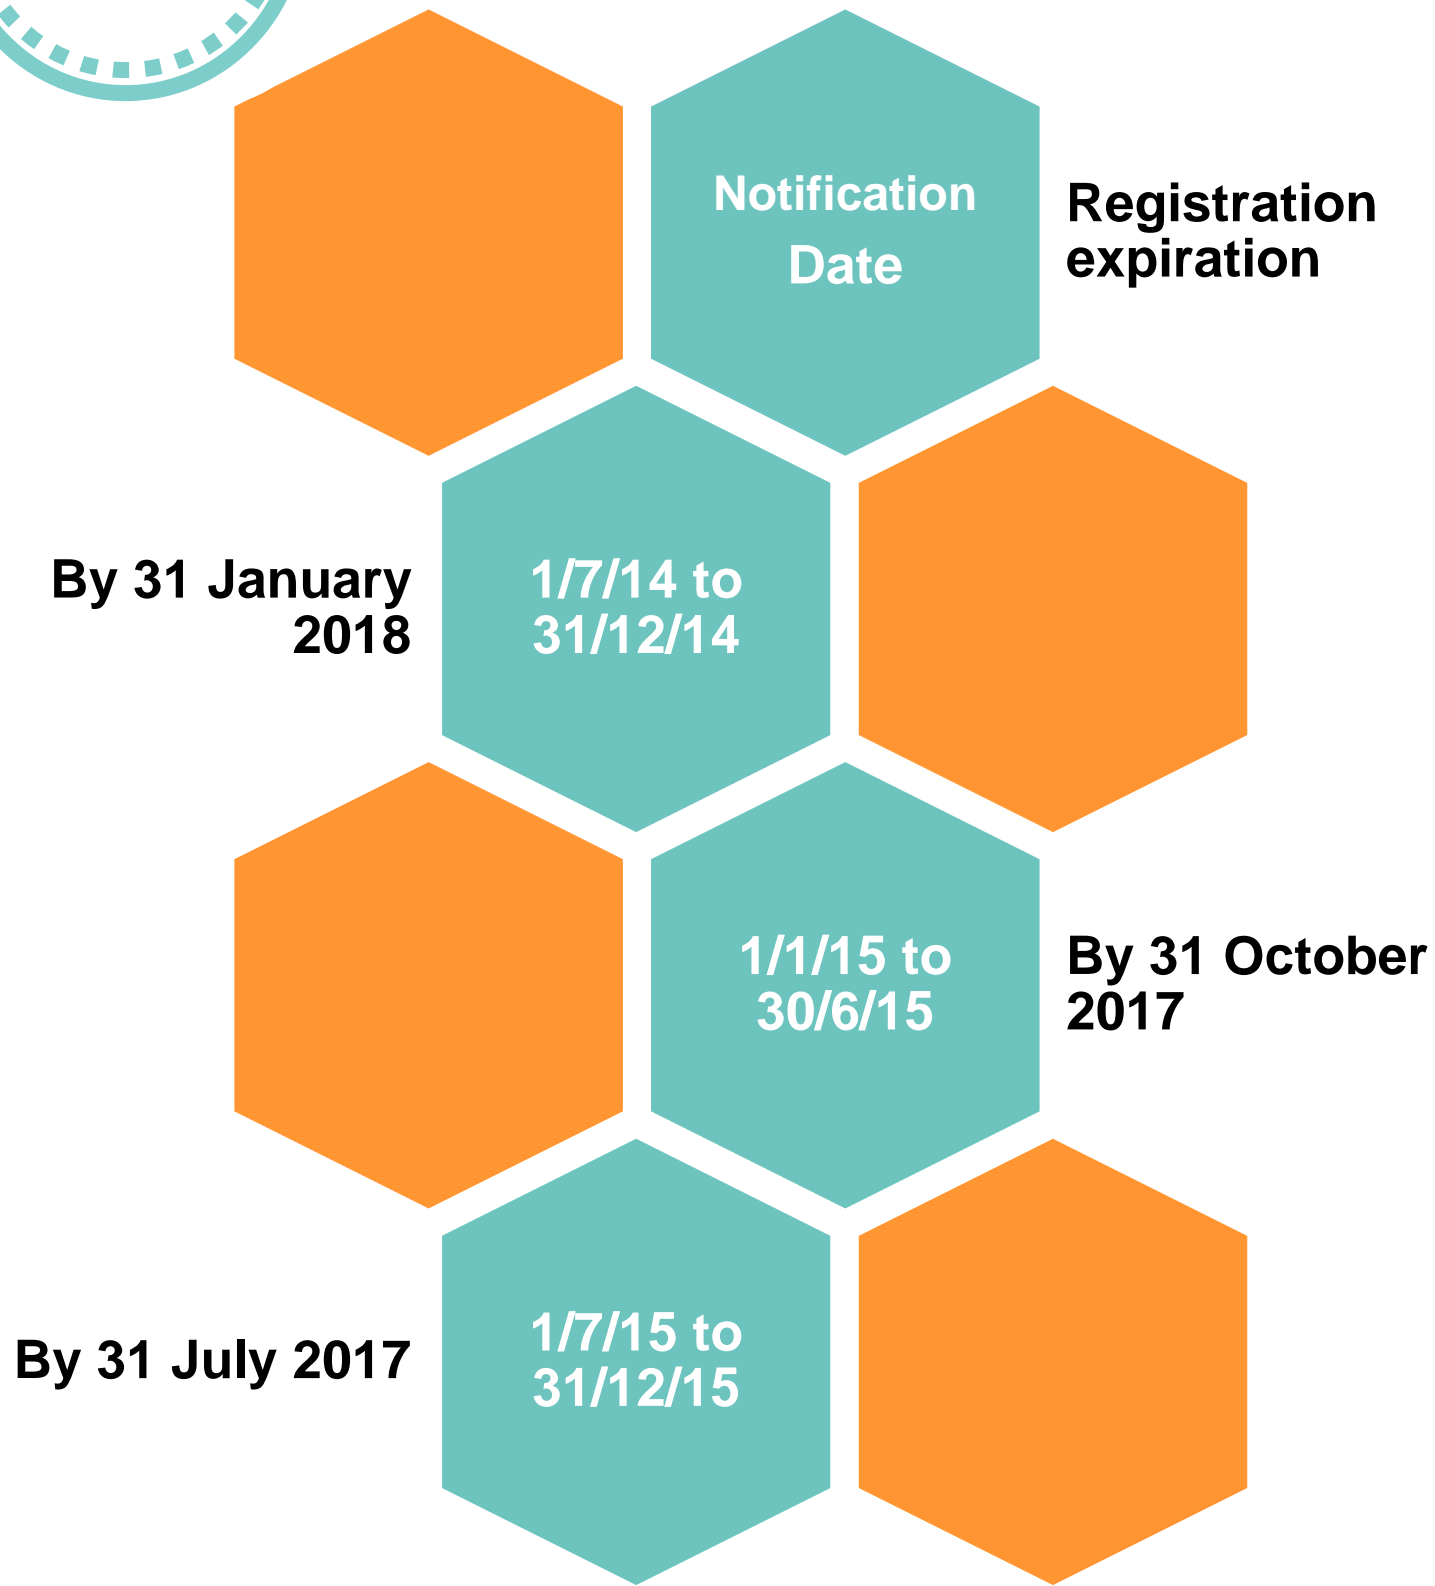 Notification
Date
Registration
expiration
By 31 January
2018
1/7/14 to
31/12/14
1/1/15 to
30/6/15
By 31 October
2017
By 31 July 2017
1/7/15 to
31/12/15